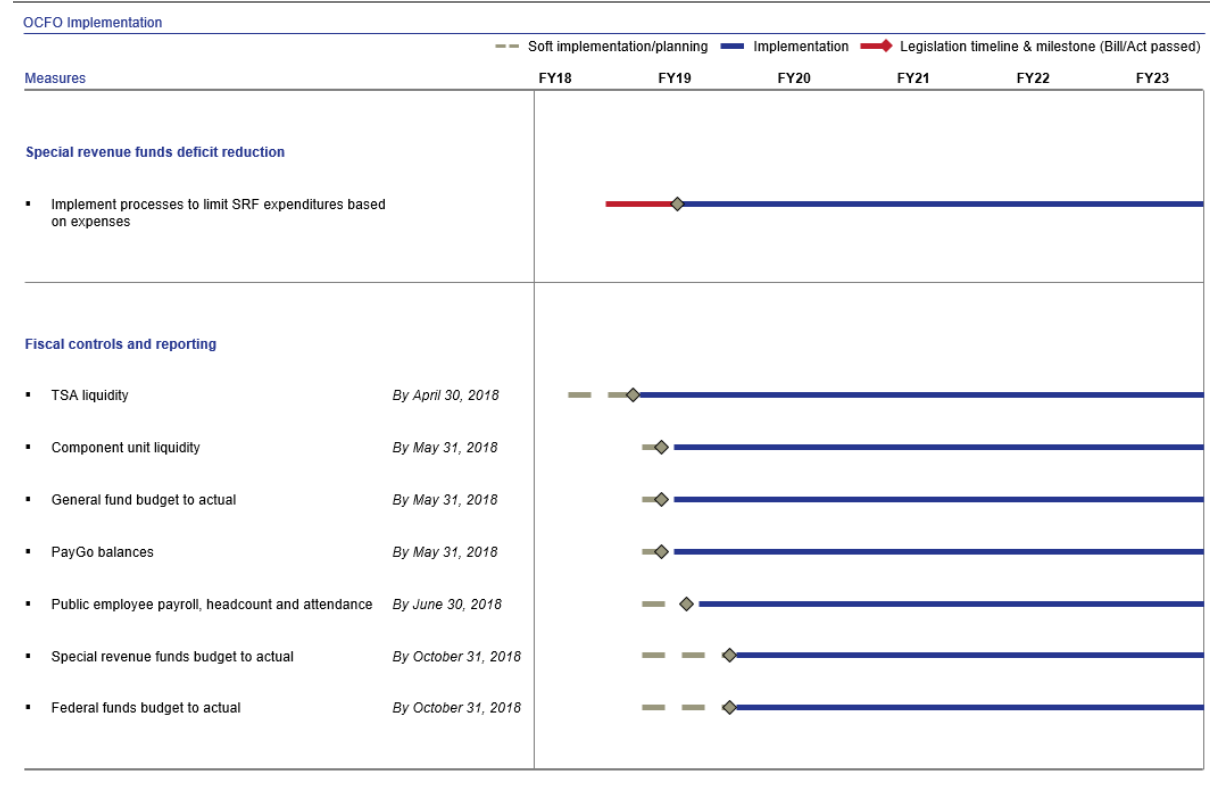 OCFO Implementation
Soft implementation/planning Implementation Legislation timeline & milestone (Bill/Act passed)
Measures FY18 FY19 FY20 FY21 FY22 FY23
Special revenue funds deficit reduction
▪ Implement processes to limit SRF expenditures based
on expenses
Fiscal controls and reporting
▪ TSA liquidity By April 30, 2018
▪ Component unit liquidity By May 31, 2018
▪ General fund budget to actual By May 31, 2018
▪ PayGo balances By May 31, 2018
▪ Public employee payroll, headcount and attendance By June 30, 2018
▪ Special revenue funds budget to actual By October 31, 2018
▪ Federal funds budget to actual By October 31, 2018